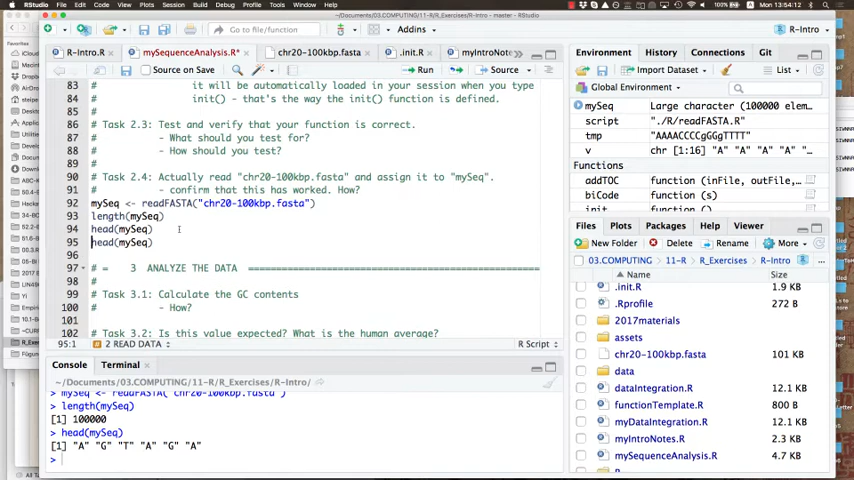 RStudio File Edit Code View Plots Session Build Debug Profile Tools Window Help
100% Fri 13:54:12
~/Documents/03.COMPUTING/11-R/R_Exercises/R-Intro - master - RStudio
Go to file/function Addins R-Intro
R-Intro.R mySequenceAnalysis.R* chr20-100kbp.fasta .init.R myIntroNotes
Source on Save Run Source
83 # it will be automatically loaded in your session when you type
84 # init() - that's the way the init() function is defined.
85 #
86 # Task 2.3: Test and verify that your function is correct.
87 # - What should you test for?
88 # - How should you test?
89 #
90 # Task 2.4: Actually read "chr20-100kbp.fasta" and assign it to "mySeq".
91 # - confirm that this has worked. How?
92 mySeq <- readFASTA("chr20-100kbp.fasta")
93 length(mySeq)
94 head(mySeq)
95 head(mySeq)
96
97 # = 3 ANALYZE THE DATA ==================================================
98 #
99 # Task 3.1: Calculate the GC contents
100 # - How?
101
102 # Task 3.2: Is this value expected? What is the human average?
95:1 2 READ DATA R Script
Console Terminal
~/Documents/03.COMPUTING/11-R/R_Exercises/R-Intro/
> mySeq <- readFASTA("chr20-100kbp.fasta")
> length(mySeq)
[1] 100000
> head(mySeq)
[1] "A" "G" "T" "A" "G" "A"
>
Environment History Connections Git
Import Dataset List
Global Environment
mySeq Large character (100000 elem…
script "./R/readFASTA.R"
tmp "AAAACCCCgGGgTTTT"
v chr [1:16] "A" "A" "A" "A" …
Functions
addTOC function (inFile, outFile,…
biCode function (s)
init function ()
Files Plots Packages Help Viewer
New Folder Delete Rename More
03.COMPUTING 11-R R_Exercises R-Intro
Name Size
.init.R 1.9 KB
.Rprofile 272 B
2017materials
assets
chr20-100kbp.fasta 101 KB
data
dataIntegration.R 12.1 KB
functionTemplate.R 800 B
myDataIntegration.R 12.1 KB
myIntroNotes.R 2.3 KB
mySequenceAnalysis.R 4.7 KB
R